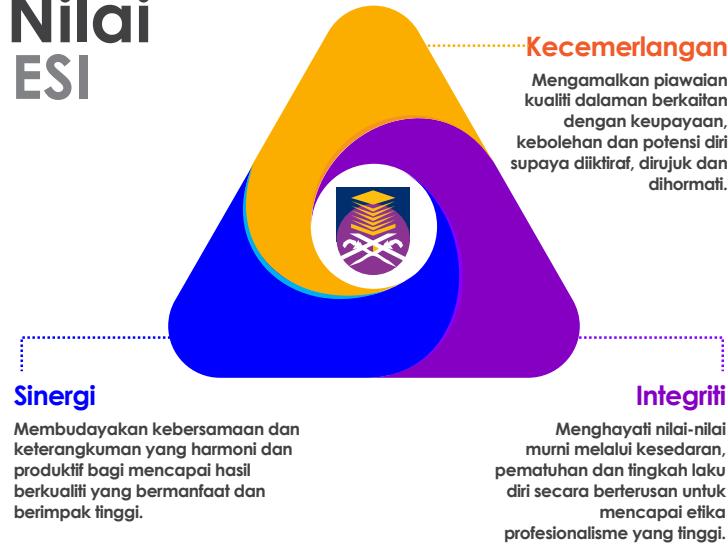 Nilai
ESI
Kecemerlangan
Mengamalkan piawaian
kualiti dalaman berkaitan
dengan keupayaan,
kebolehan dan potensi diri
supaya diiktiraf, dirujuk dan
dihormati.
Sinergi
Membudayakan kebersamaan dan
keterangkuman yang harmoni dan
produktif bagi mencapai hasil
berkualiti yang bermanfaat dan
berimpak tinggi.
Integriti
Menghayati nilai-nilai
murni melalui kesedaran,
pematuhan dan tingkah laku
diri secara berterusan untuk
mencapai etika
profesionalisme yang tinggi.